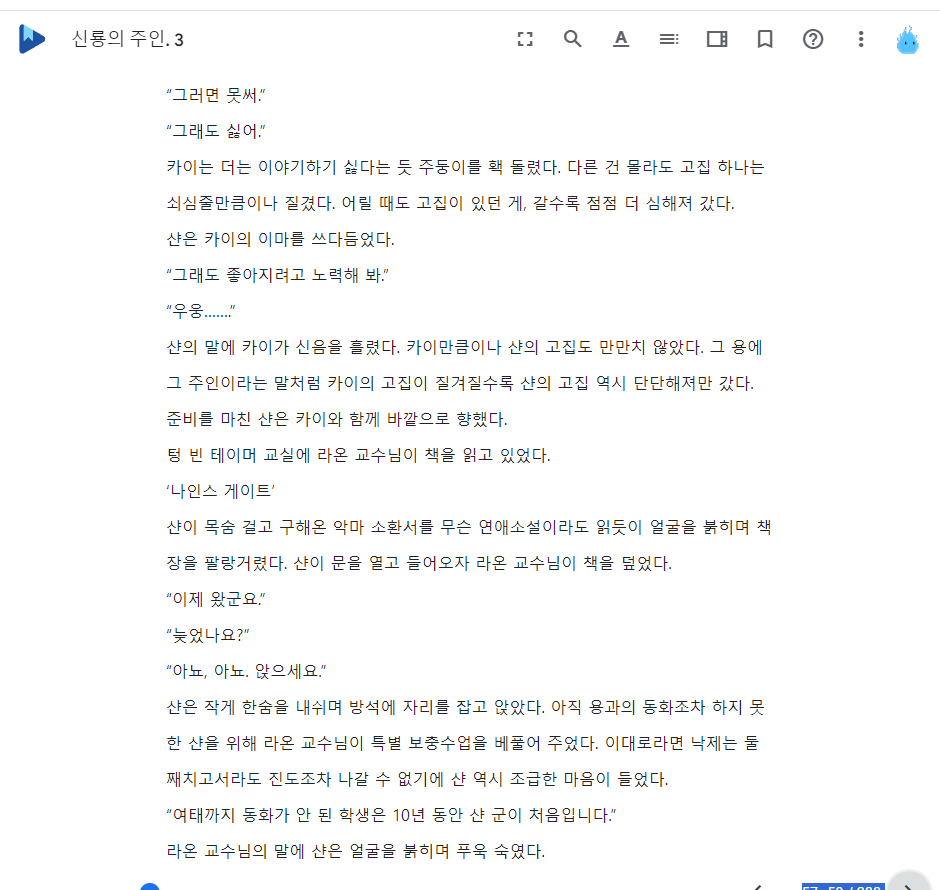 신룡의 주인. 3
“그러면 못써.”
“그래도 싫어.”
카이는 더는 이야기하기 싫다는 듯 주둥이를 홱 돌렸다. 다른 건 몰라도 고집 하나는
쇠심줄만큼이나 질겼다. 어릴 때도 고집이 있던 게, 갈수록 점점 더 심해져 갔다.
샨은 카이의 이마를 쓰다듬었다.
“그래도 좋아지려고 노력해 봐.”
“우웅…….”
샨의 말에 카이가 신음을 흘렸다. 카이만큼이나 샨의 고집도 만만치 않았다. 그 용에
그 주인이라는 말처럼 카이의 고집이 질겨질수록 샨의 고집 역시 단단해져만 갔다.
준비를 마친 샨은 카이와 함께 바깥으로 향했다.
텅 빈 테이머 교실에 라온 교수님이 책을 읽고 있었다.
‘나인스 게이트’
샨이 목숨 걸고 구해온 악마 소환서를 무슨 연애소설이라도 읽듯이 얼굴을 붉히며 책
장을 팔랑거렸다. 샨이 문을 열고 들어오자 라온 교수님이 책을 덮었다.
“이제 왔군요.”
“늦었나요?”
“아뇨, 아뇨. 앉으세요.”
샨은 작게 한숨을 내쉬며 방석에 자리를 잡고 앉았다. 아직 용과의 동화조차 하지 못
한 샨을 위해 라온 교수님이 특별 보충수업을 베풀어 주었다. 이대로라면 낙제는 둘
째치고서라도 진도조차 나갈 수 없기에 샨 역시 조급한 마음이 들었다.
“여태까지 동화가 안 된 학생은 10년 동안 샨 군이 처음입니다.”
라온 교수님의 말에 샨은 얼굴을 붉히며 푸욱 숙였다.